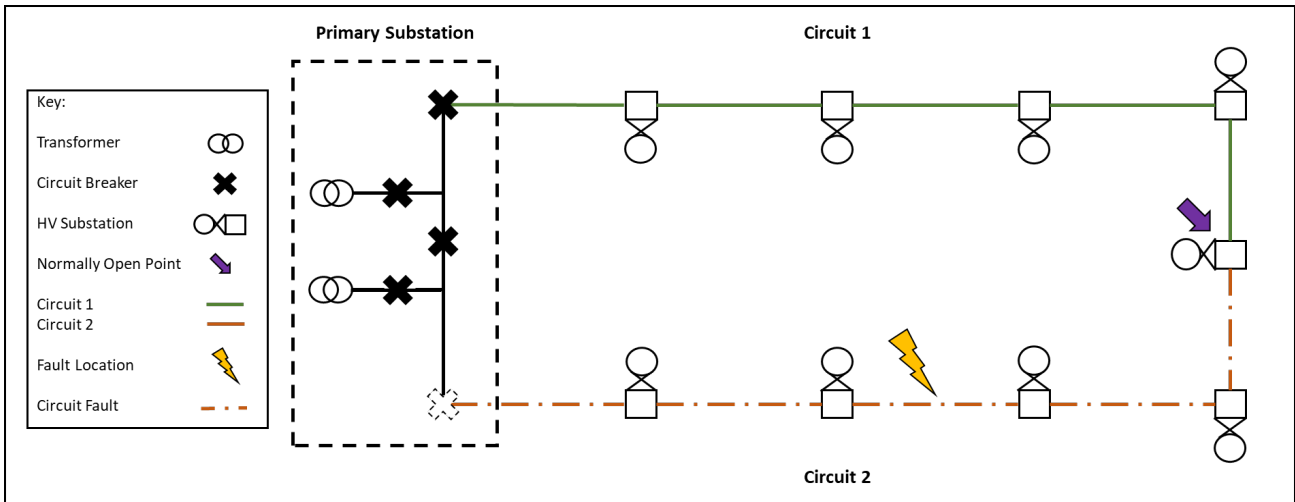 Primary Substation
Circuit 1
Key:
Transformer
Circuit Breaker
HV Substation
Normally Open Point
Circuit 1
Circuit 2
Fault Location
Circuit Fault
Circuit 2